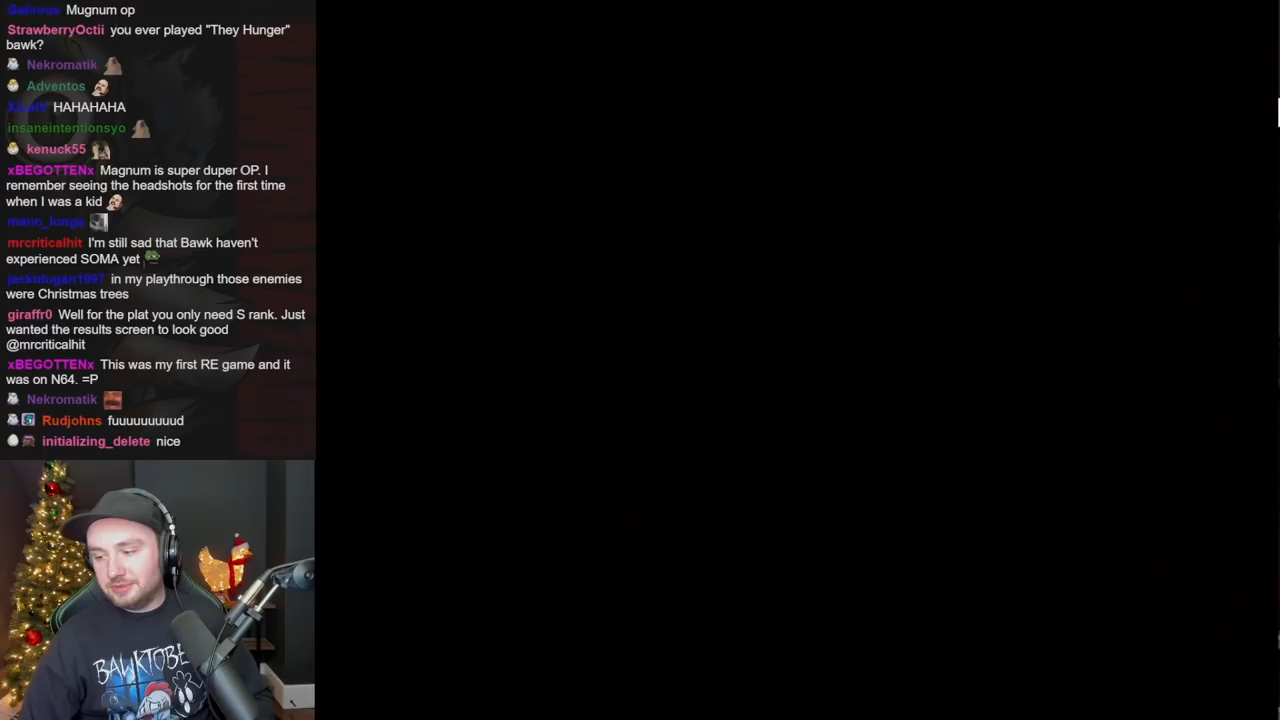 Geliruus Mugnum op
StrawberryOctii you ever played "They Hunger"
bawk?
Nekromatik
Adventos
HAHAHAHA
insaneintentionsyo
kenuck55
xBEGOTTENx Magnum is super duper OP. I
remember seeing the headshots for the first time
when I was a kid
mano_longa
mrcriticalhit I'm still sad that Bawk haven't
experienced SOMA yet
in my playthrough those enemies
were Christmas trees
giraffr0 Well for the plat you only need S rank. Just
wanted the results screen to look good
@mrcriticalhit
xBEGOTTENx This was my first RE game and it
was on N64. =P
Nekromatik
Rudjohns fuuuuuuuuud
initializing_delete nice
BAWKTOBE